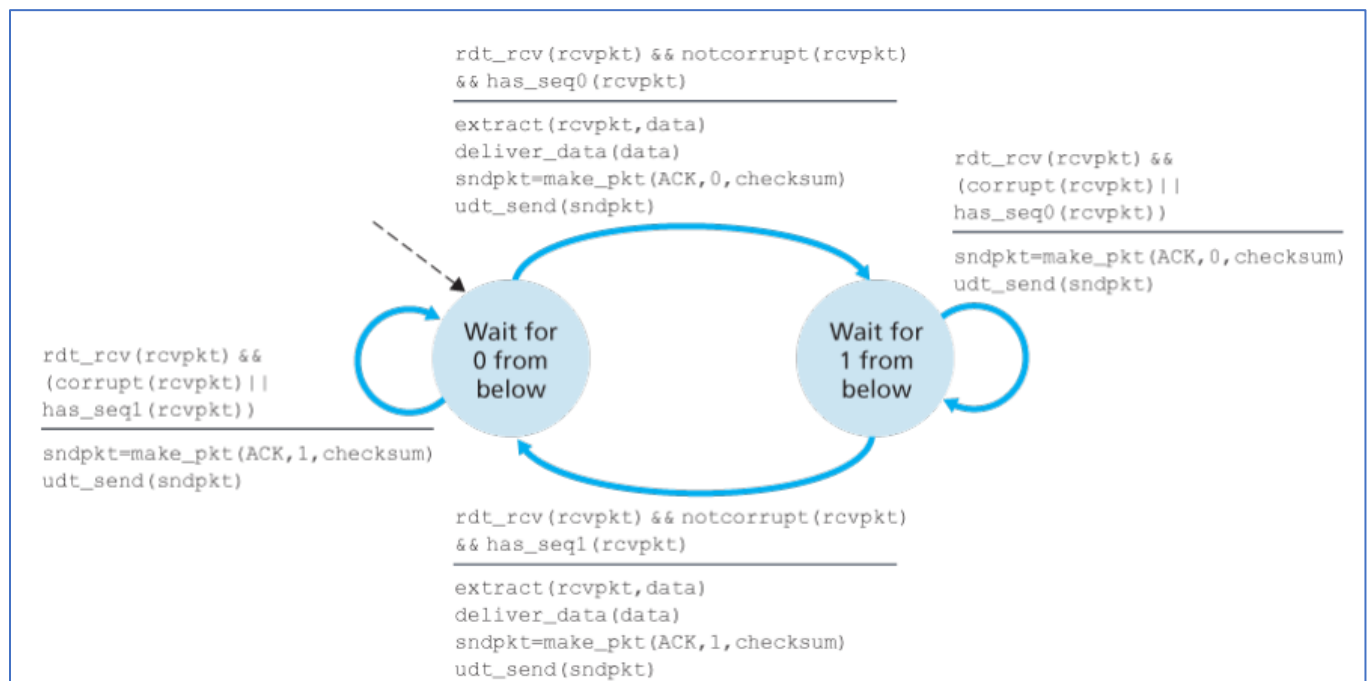 rdt_rcv(rcvpkt) && notcorrupt(rcvpkt)
&& has_seq0(rcvpkt)
extract(rcvpkt,data)
deliver_data(data)
sndpkt=make_pkt(ACK,0,checksum)
udt_send(sndpkt)
rdt_rcv(rcvpkt) &&
(corrupt(rcvpkt)||
has_seq0(rcvpkt))
sndpkt=make_pkt(ACK,0,checksum)
udt_send(sndpkt)
Wait for
0 from
below
Wait for
1 from
below
rdt_rcv(rcvpkt) &&
(corrupt(rcvpkt)||
has_seq1(rcvpkt))
sndpkt=make_pkt(ACK,1,checksum)
udt_send(sndpkt)
rdt_rcv(rcvpkt) && notcorrupt(rcvpkt)
&& has_seq1(rcvpkt)
extract(rcvpkt,data)
deliver_data(data)
sndpkt=make_pkt(ACK,1,checksum)
udt_send(sndpkt)